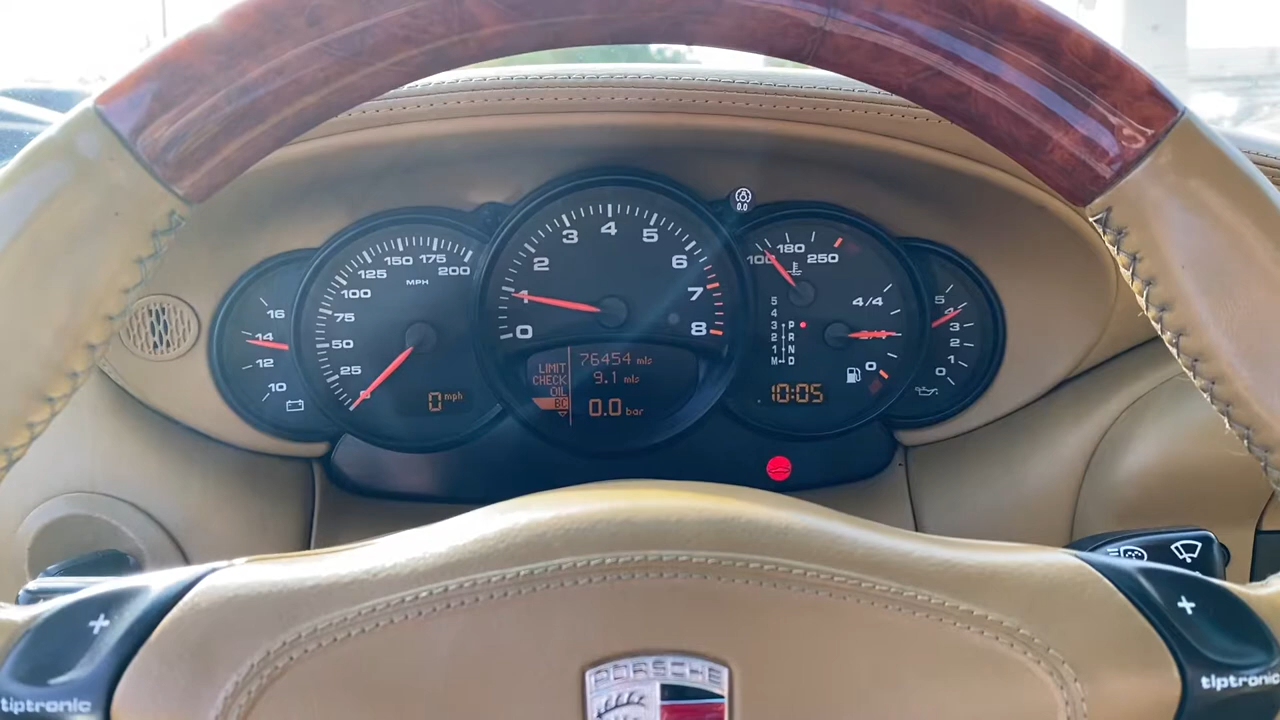 0.0
16
14
12
10
25
50
75
100
125
150
175
200
MPH
0 mph
0
1
2
3
4
5
6
7
8
LIMIT
CHECK
OIL
BC
76454 mls
9.1 mls
0.0 bar
100
180
250
5
4
3
2
1
M
P
R
N
D
4/4
0
10:05
5
4
3
2
1
0
+
tiptronic
+
tiptronic
PORSCHE